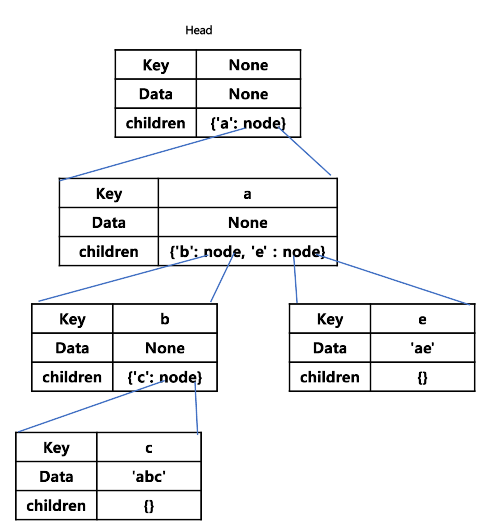 Head
Key None
Data None
children {'a': node}
Key a
Data None
children {'b': node, 'e' : node}
Key b
Data None
children {'c': node}
Key e
Data 'ae'
children {}
Key c
Data 'abc'
children {}